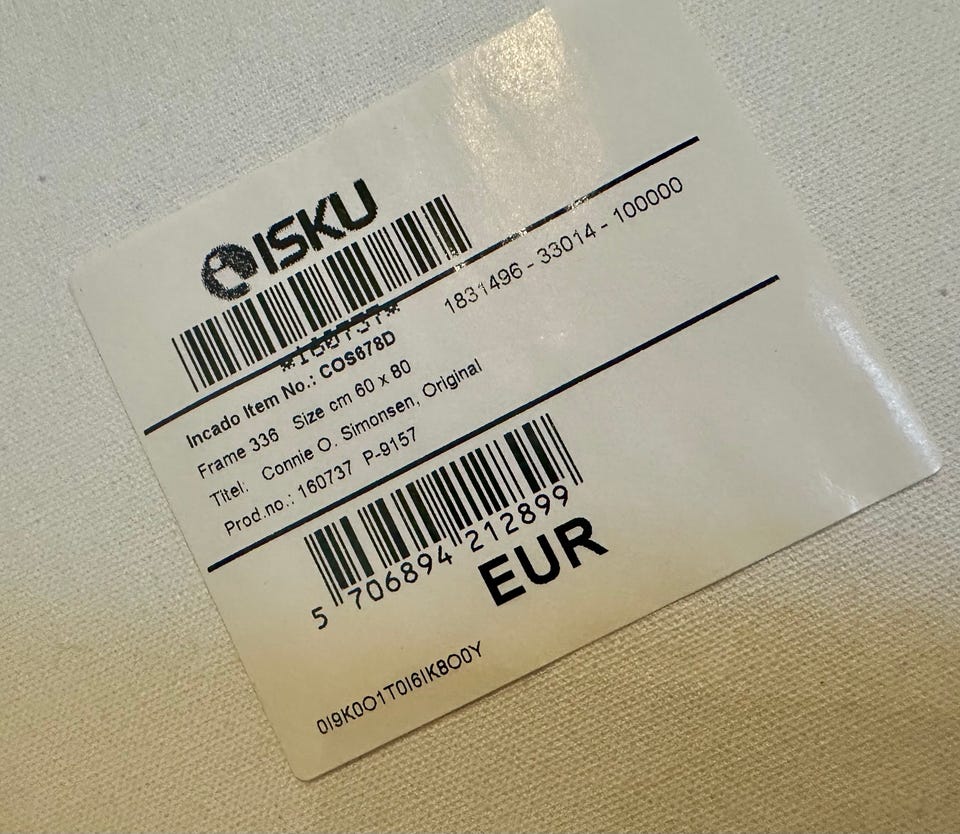 ISKU
*160737*
1831496 - 33014 - 100000
Incado Item No.: COS678D
Frame 336 Size cm 60 x 80
Titel: Connie O. Simonsen, Original
Prod.no.: 160737 P-9157
5 706894 212899
EUR
0I9K0O1T0I6IK8O0Y